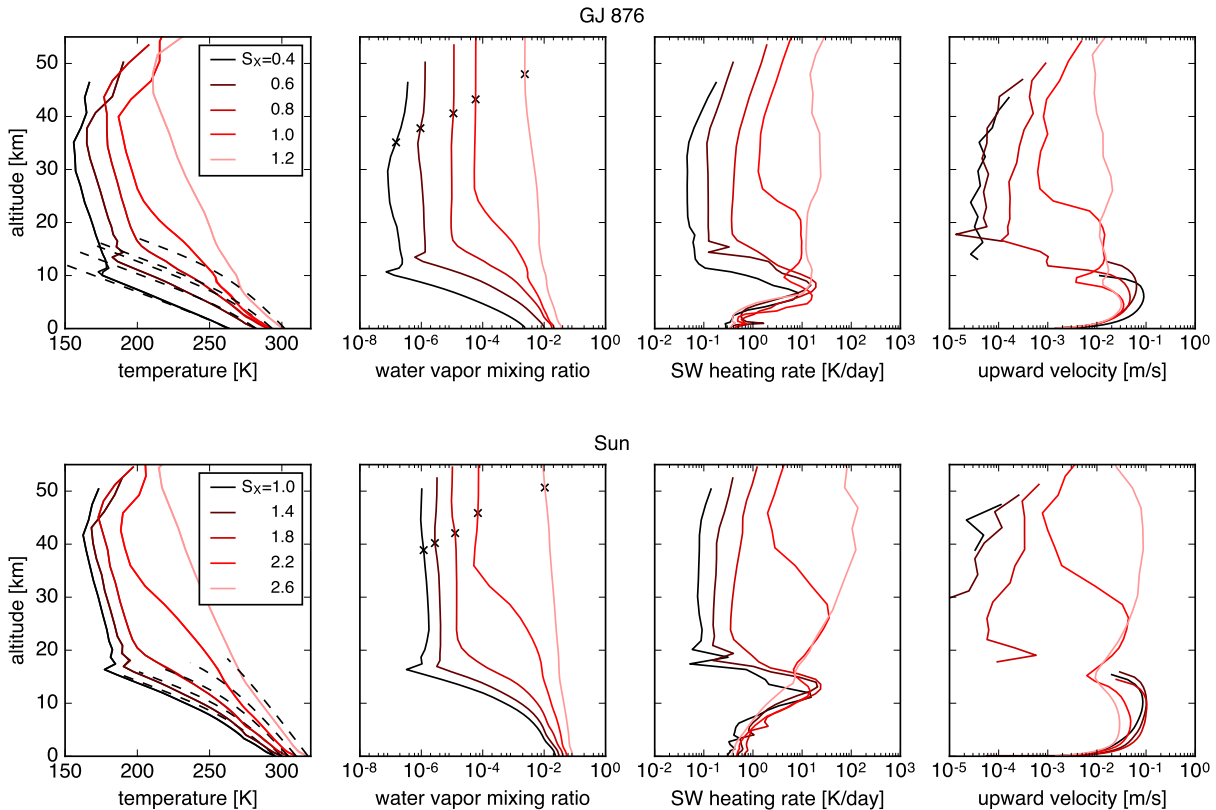 GJ 876
altitude [km]
50
40
30
20
10
0
S_X=0.4
0.6
0.8
1.0
1.2
150 200 250 300
10^-8 10^-6 10^-4 10^-2 10^0
10^-2 10^-1 10^0 10^1 10^2 10^3
10^-5 10^-4 10^-3 10^-2 10^-1 10^0
temperature [K]
water vapor mixing ratio
SW heating rate [K/day]
upward velocity [m/s]
Sun
altitude [km]
50
40
30
20
10
0
S_X=1.0
1.4
1.8
2.2
2.6
150 200 250 300
10^-8 10^-6 10^-4 10^-2 10^0
10^-2 10^-1 10^0 10^1 10^2 10^3
10^-5 10^-4 10^-3 10^-2 10^-1 10^0
temperature [K]
water vapor mixing ratio
SW heating rate [K/day]
upward velocity [m/s]